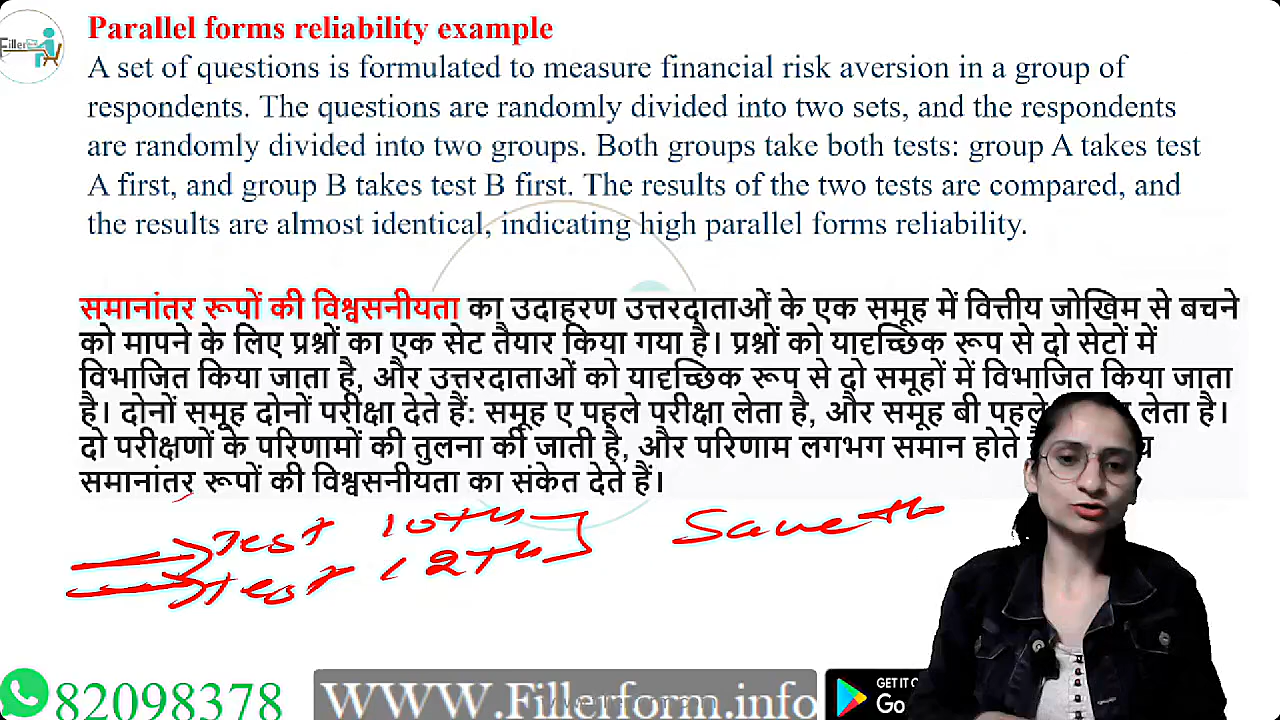 Parallel forms reliability example
Filler
A set of questions is formulated to measure financial risk aversion in a group of
respondents. The questions are randomly divided into two sets, and the respondents
are randomly divided into two groups. Both groups take both tests: group A takes test
A first, and group B takes test B first. The results of the two tests are compared, and
the results are almost identical, indicating high parallel forms reliability.
समानांतर रूपों की विश्वसनीयता का उदाहरण उत्तरदाताओं के एक समूह में वित्तीय जोखिम से बचने
को मापने के लिए प्रश्नों का एक सेट तैयार किया गया है। प्रश्नों को यादृच्छिक रूप से दो सेटों में
विभाजित किया जाता है, और उत्तरदाताओं को यादृच्छिक रूप से दो समूहों में विभाजित किया जाता
है। दोनों समूह दोनों परीक्षा देते हैं: समूह ए पहले परीक्षा लेता है, और समूह बी पहले लेता है।
दो परीक्षणों के परिणामों की तुलना की जाती है, और परिणाम लगभग समान होते
समानांतर रूपों की विश्वसनीयता का संकेत देते हैं।
Test 10th
Test 12th
82098378
WWW.Fillerform.info
GET IT O
Go